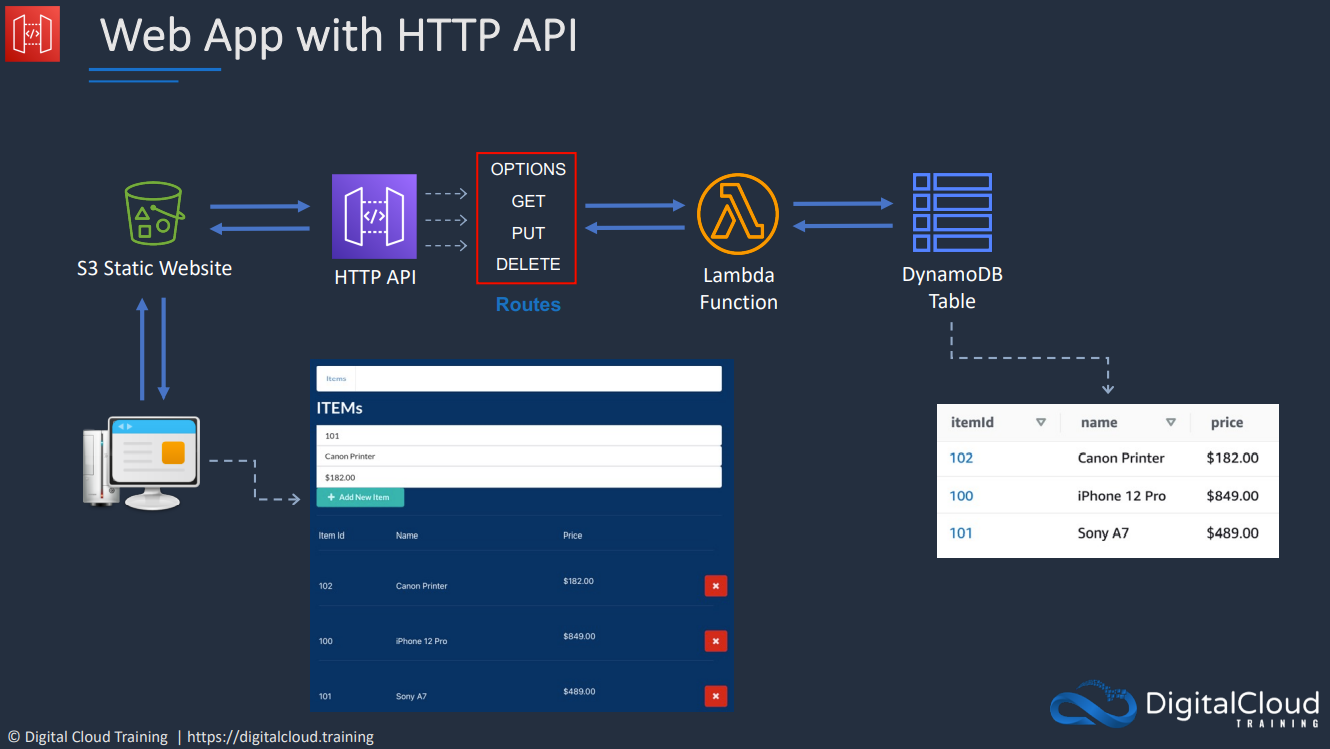 Web App with HTTP API
OPTIONS
GET
PUT
DELETE
Routes
S3 Static Website
HTTP API
Lambda
Function
DynamoDB
Table
Items
ITEMs
101
Canon Printer
$182.00
+ Add New Item
Item Id Name Price
102 Canon Printer $182.00
100 iPhone 12 Pro $849.00
101 Sony A7 $489.00
itemId name price
102 Canon Printer $182.00
100 iPhone 12 Pro $849.00
101 Sony A7 $489.00
DigitalCloud
TRAINING
© Digital Cloud Training | https://digitalcloud.training